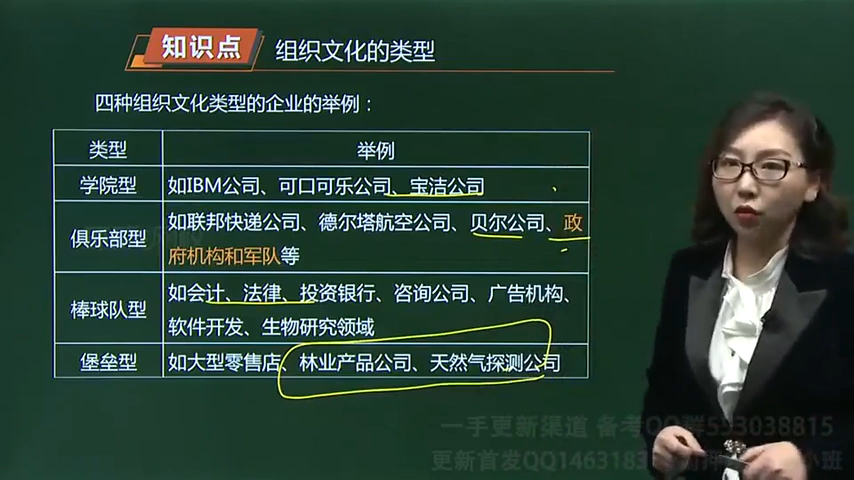 知识点 组织文化的类型
四种组织文化类型的企业的举例：
类型 举例
学院型 如IBM公司、可口可乐公司、宝洁公司
俱乐部型 如联邦快递公司、德尔塔航空公司、贝尔公司、政
府机构和军队等
棒球队型 如会计、法律、投资银行、咨询公司、广告机构、
软件开发、生物研究领域
堡垒型 如大型零售店、林业产品公司、天然气探测公司
一手更新渠道 备考QQ群553038815
更新首发QQ1463183
小班